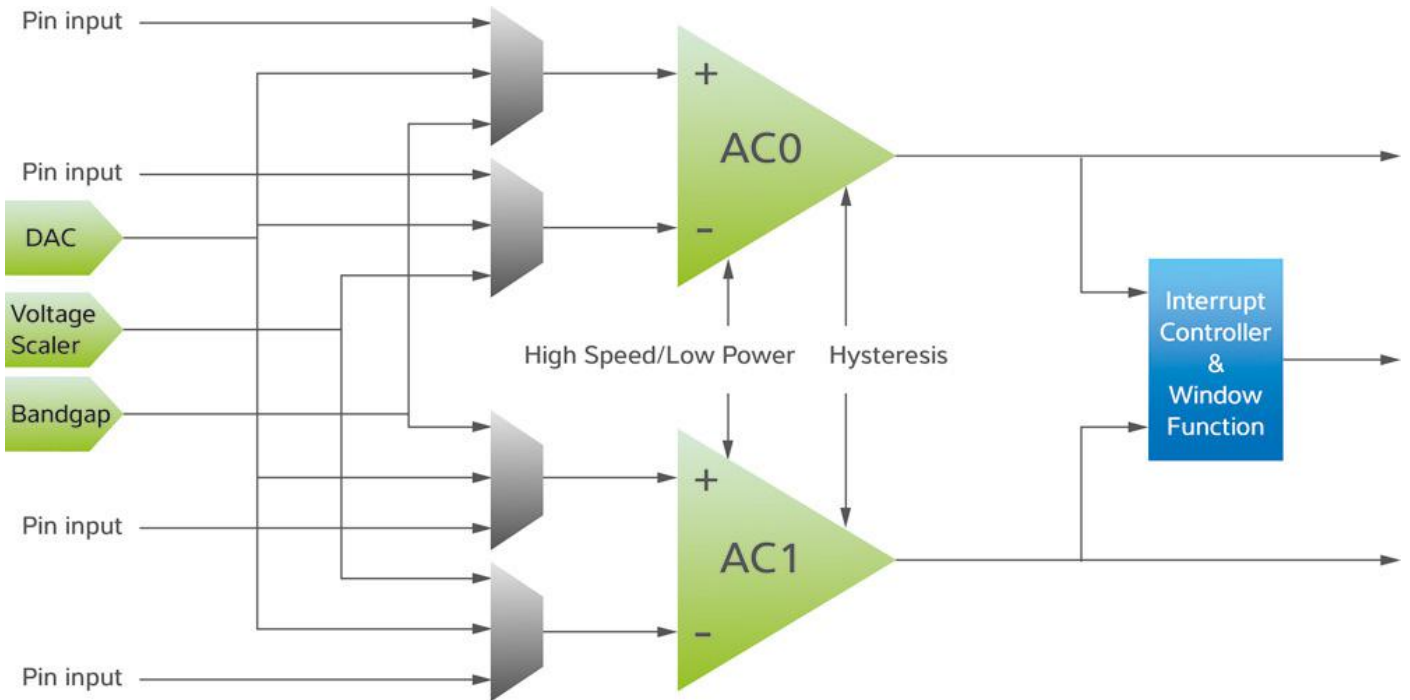 Pin input
+
AC0
Pin input
-
DAC
Voltage
Scaler
High Speed/Low Power
Hysteresis
Interrupt
Controller
&
Window
Function
Bandgap
+
Pin input
AC1
-
Pin input